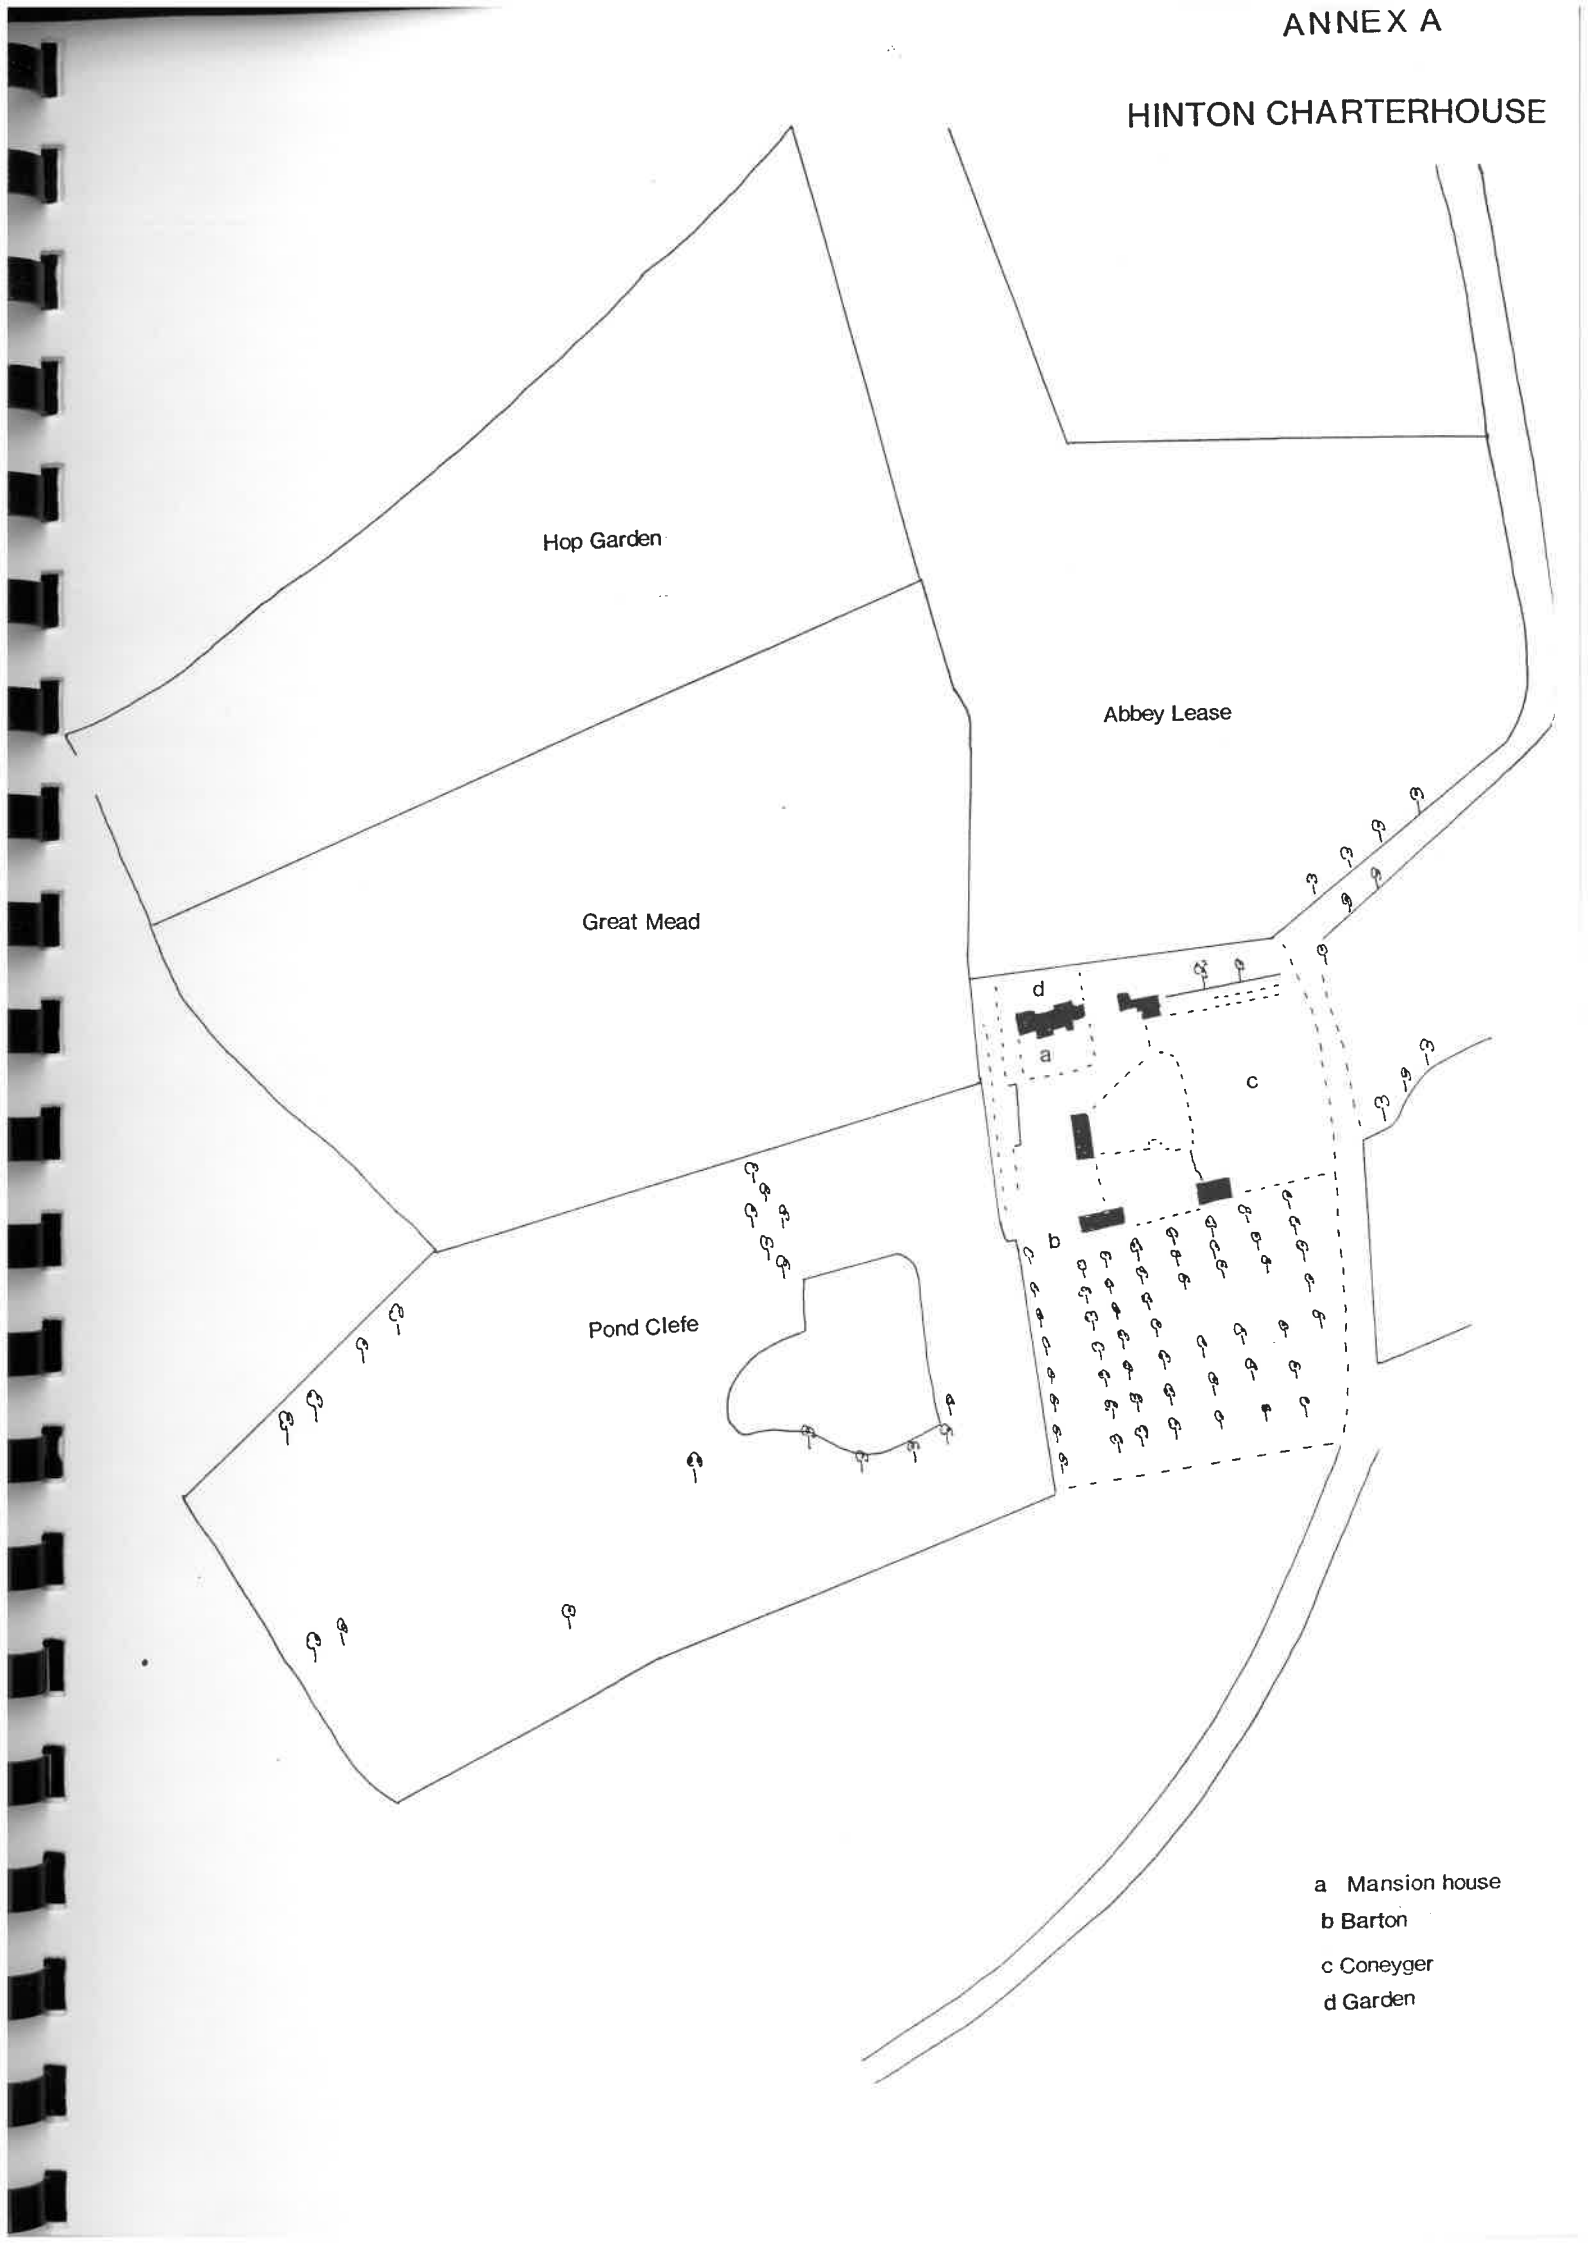 ANNEX A
HINTON CHARTERHOUSE
Hop Garden
Abbey Lease
Great Mead
d
a
c
b
Pond Clefe
a Mansion house
b Barton
c Coneyger
d Garden